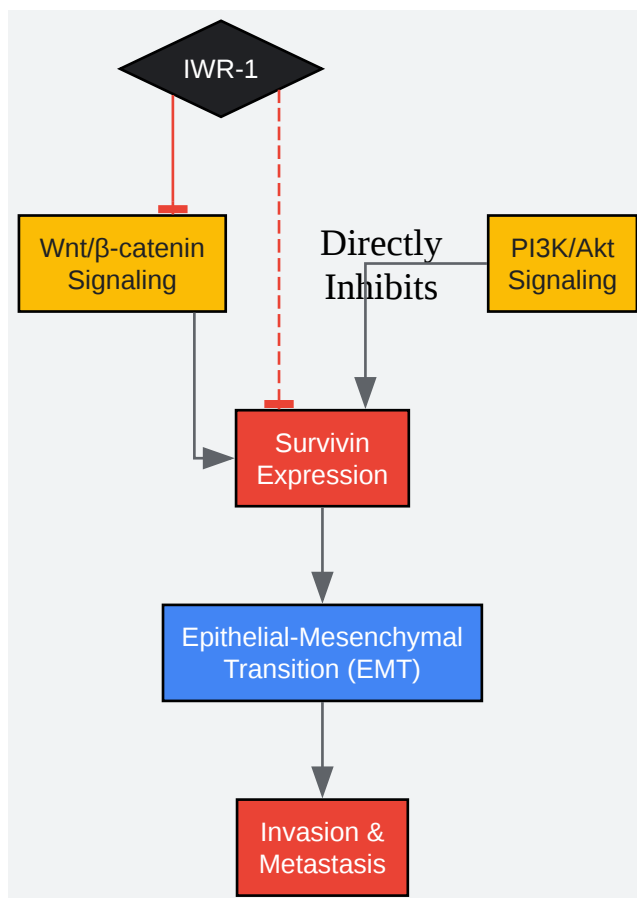 IWR-1
Wnt/β-catenin
Signaling
Directly
Inhibits
PI3K/Akt
Signaling
Survivin
Expression
Epithelial-Mesenchymal
Transition (EMT)
Invasion &
Metastasis